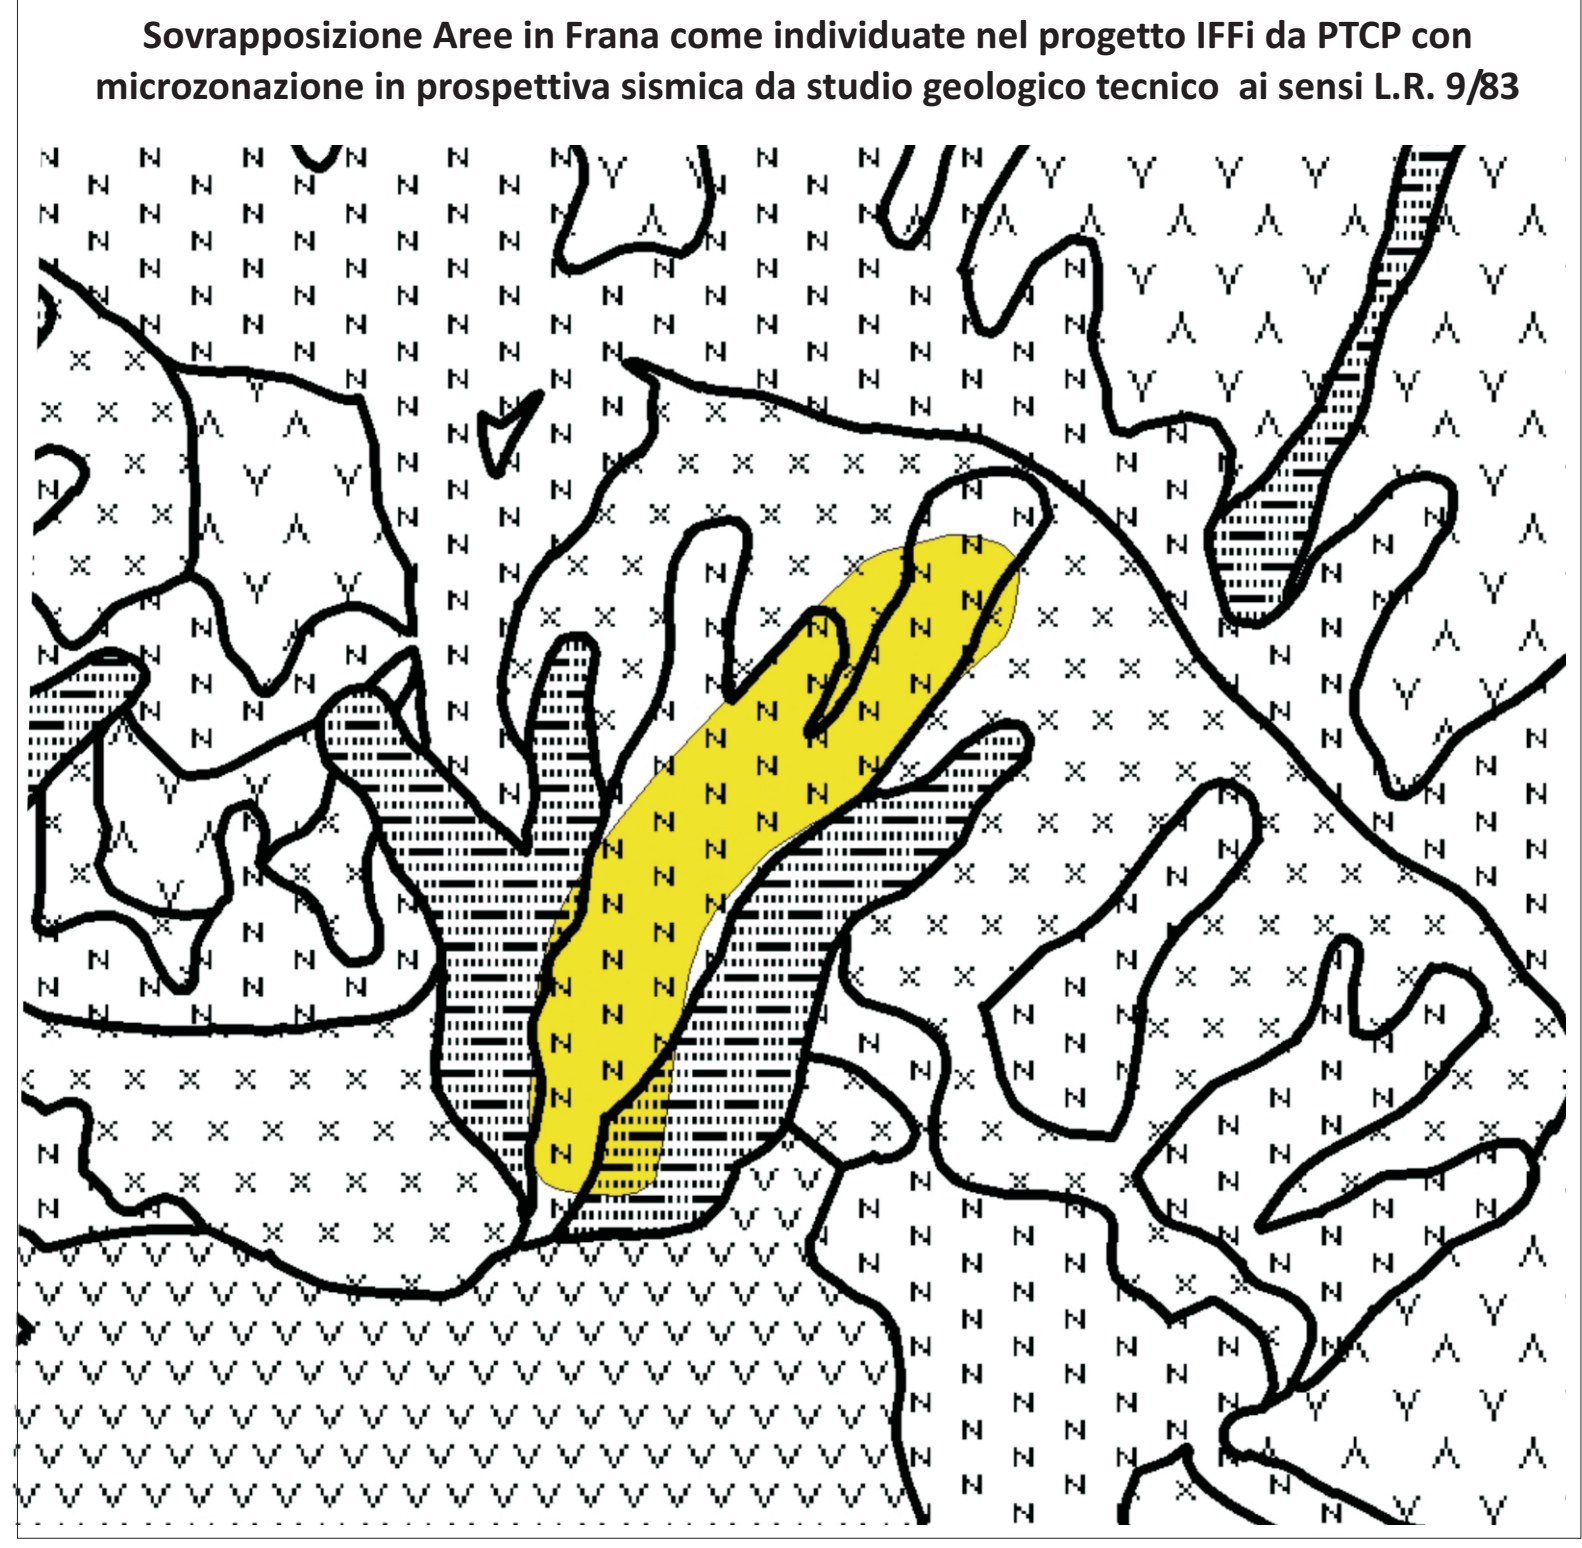 Sovrapposizione Aree in Frana come individuate nel progetto IFFi da PTCP con
microzonazione in prospettiva sismica da studio geologico tecnico ai sensi L.R. 9/83